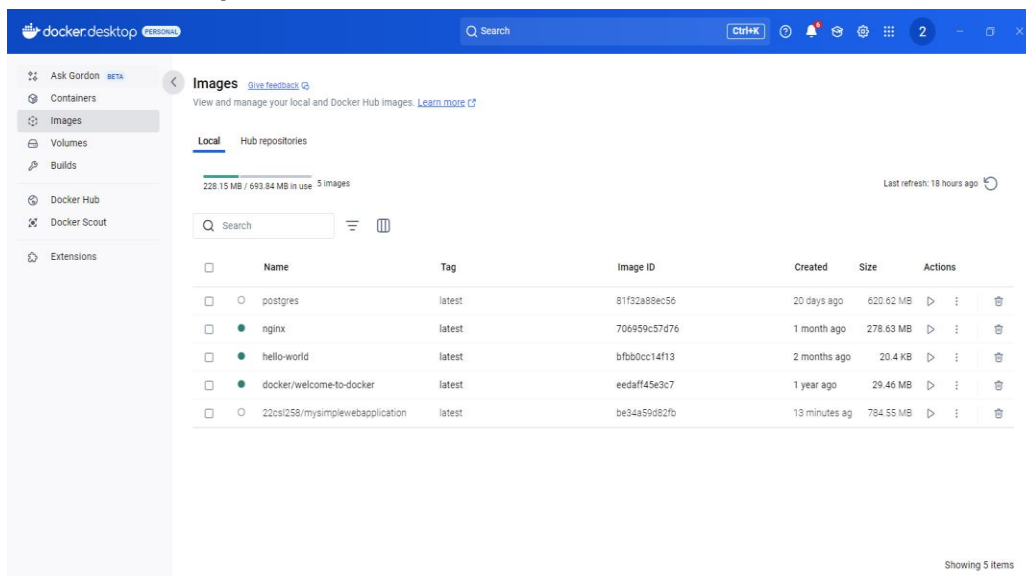 docker.desktop PERSONAL Search Ctrl+K 6 2
Ask Gordon BETA
Containers
Images
Volumes
Builds
Docker Hub
Docker Scout
Extensions
Images Give feedback
View and manage your local and Docker Hub images. Learn more
Local Hub repositories
228.15 MB / 693.84 MB in use 5 images Last refresh: 18 hours ago
Search
Name Tag Image ID Created Size Actions
postgres latest 81f32a88ec56 20 days ago 620.62 MB
nginx latest 706959c57d76 1 month ago 278.63 MB
hello-world latest bfbb0cc14f13 2 months ago 20.4 KB
docker/welcome-to-docker latest eedaff45e3c7 1 year ago 29.46 MB
22csl258/mysimplewebapplication latest be34a59d82fb 13 minutes ag 784.55 MB
Showing 5 items